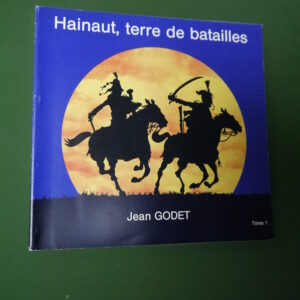 Hainaut, terre de batailles
Jean GODET
Tome 1